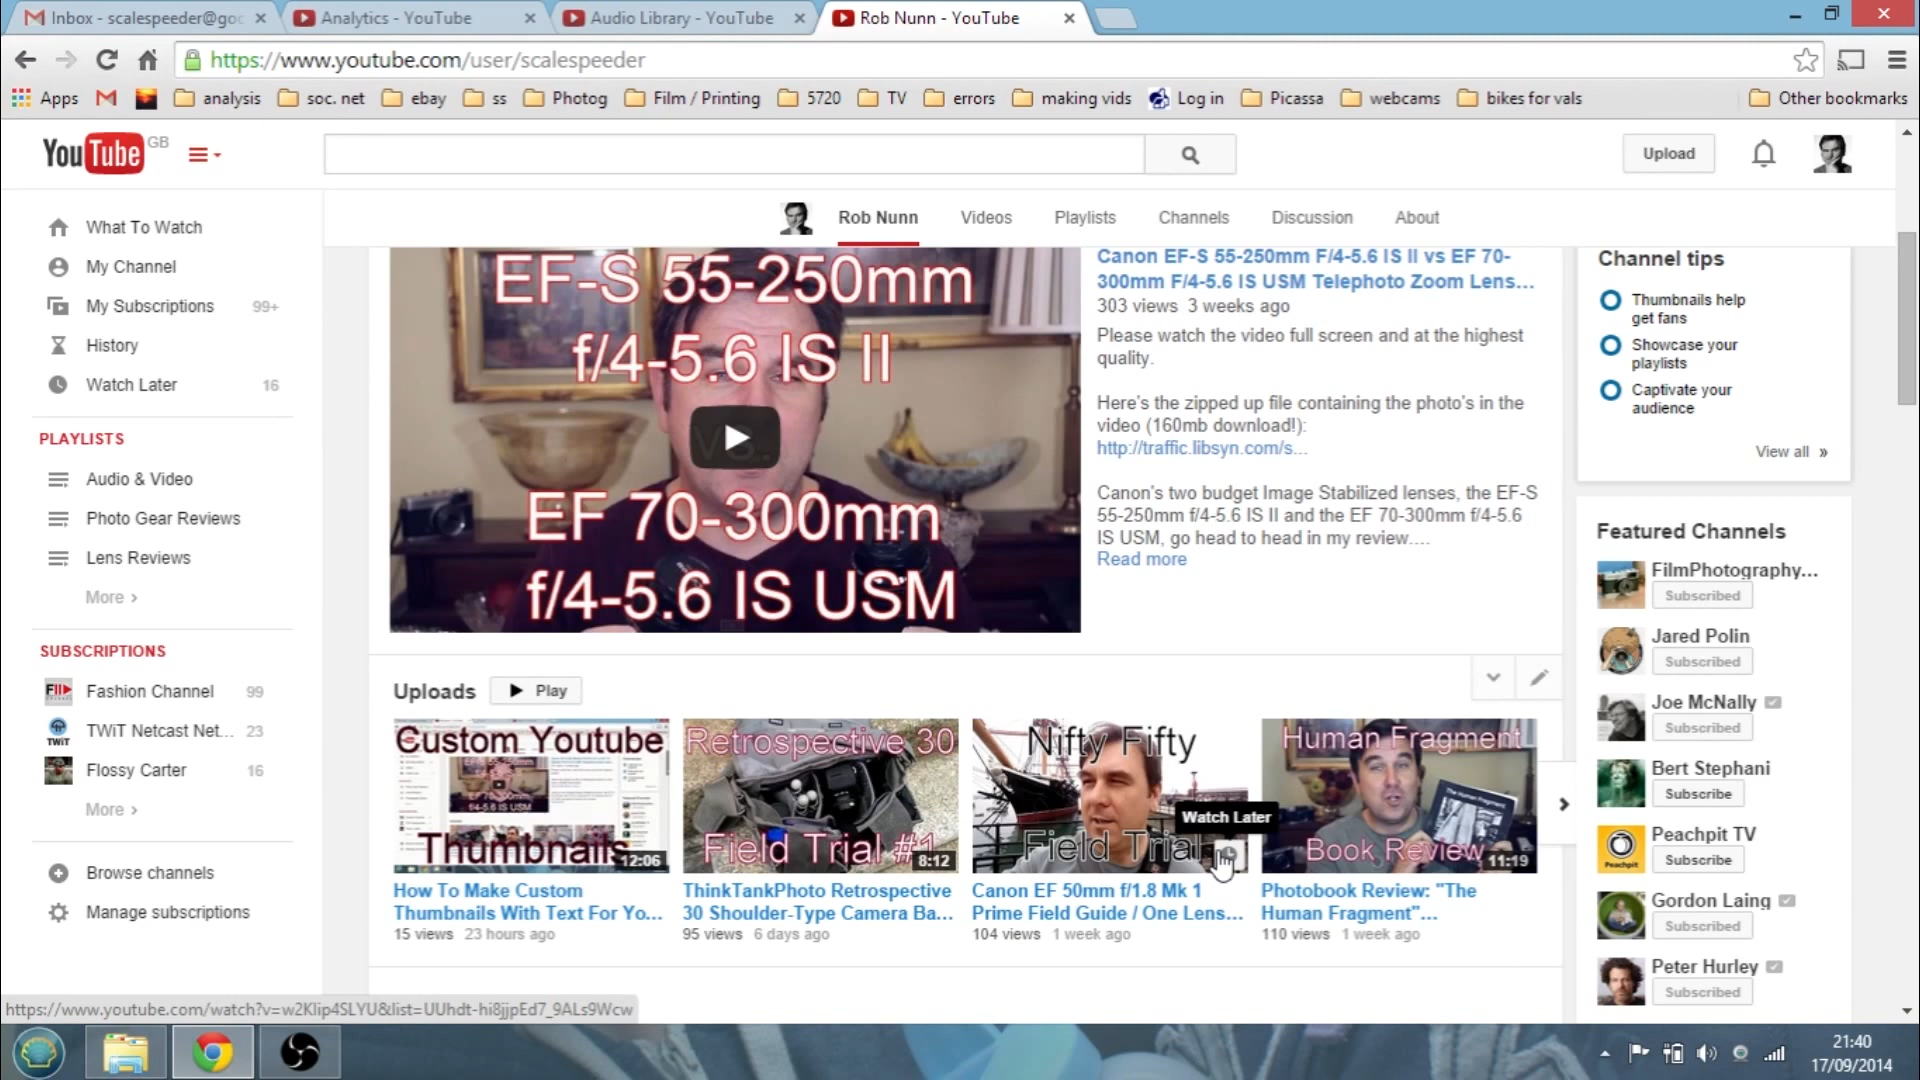 Inbox - scalespeeder@goo
Analytics - YouTube
Audio Library - YouTube
Rob Nunn - YouTube
https://www.youtube.com/user/scalespeeder
Apps
analysis
soc. net
ebay
ss
Photog
Film / Printing
5720
TV
errors
making vids
Log in
Picassa
webcams
bikes for vals
Other bookmarks
YouTube GB
Upload
Rob Nunn
Videos
Playlists
Channels
Discussion
About
What To Watch
My Channel
My Subscriptions 99+
History
Watch Later 16
PLAYLISTS
Audio & Video
Photo Gear Reviews
Lens Reviews
More >
SUBSCRIPTIONS
Fashion Channel 99
TWiT Netcast Net... 23
Flossy Carter 16
More >
Browse channels
Manage subscriptions
EF-S 55-250mm
f/4-5.6 IS II
vs.
EF 70-300mm
f/4-5.6 IS USM
Canon EF-S 55-250mm F/4-5.6 IS II vs EF 70-
300mm F/4-5.6 IS USM Telephoto Zoom Lens...
303 views 3 weeks ago
Please watch the video full screen and at the highest
quality.
Here's the zipped up file containing the photo's in the
video (160mb download!):
http://traffic.libsyn.com/s...
Canon's two budget Image Stabilized lenses, the EF-S
55-250mm f/4-5.6 IS II and the EF 70-300mm f/4-5.6
IS USM, go head to head in my review....
Read more
Channel tips
Thumbnails help
get fans
Showcase your
playlists
Captivate your
audience
View all »
Featured Channels
FilmPhotography...
Subscribed
Jared Polin
Subscribed
Joe McNally
Subscribed
Bert Stephani
Subscribe
Peachpit TV
Subscribe
Gordon Laing
Subscribed
Peter Hurley
Subscribed
Uploads
Play
Custom Youtube
Thumbnails
12:06
How To Make Custom
Thumbnails With Text For Yo...
15 views 23 hours ago
Retrospective 30
Field Trial #1
8:12
ThinkTankPhoto Retrospective
30 Shoulder-Type Camera Ba...
95 views 6 days ago
Nifty Fifty
Field Trial
Watch Later
Canon EF 50mm f/1.8 Mk 1
Prime Field Guide / One Lens...
104 views 1 week ago
Human Fragment
Book Review
11:19
Photobook Review: "The
Human Fragment"...
110 views 1 week ago
https://www.youtube.com/watch?v=w2Klip4SLYU&list=UUhdt-hi8jjpEd7_9ALs9Wcw
21:40
17/09/2014